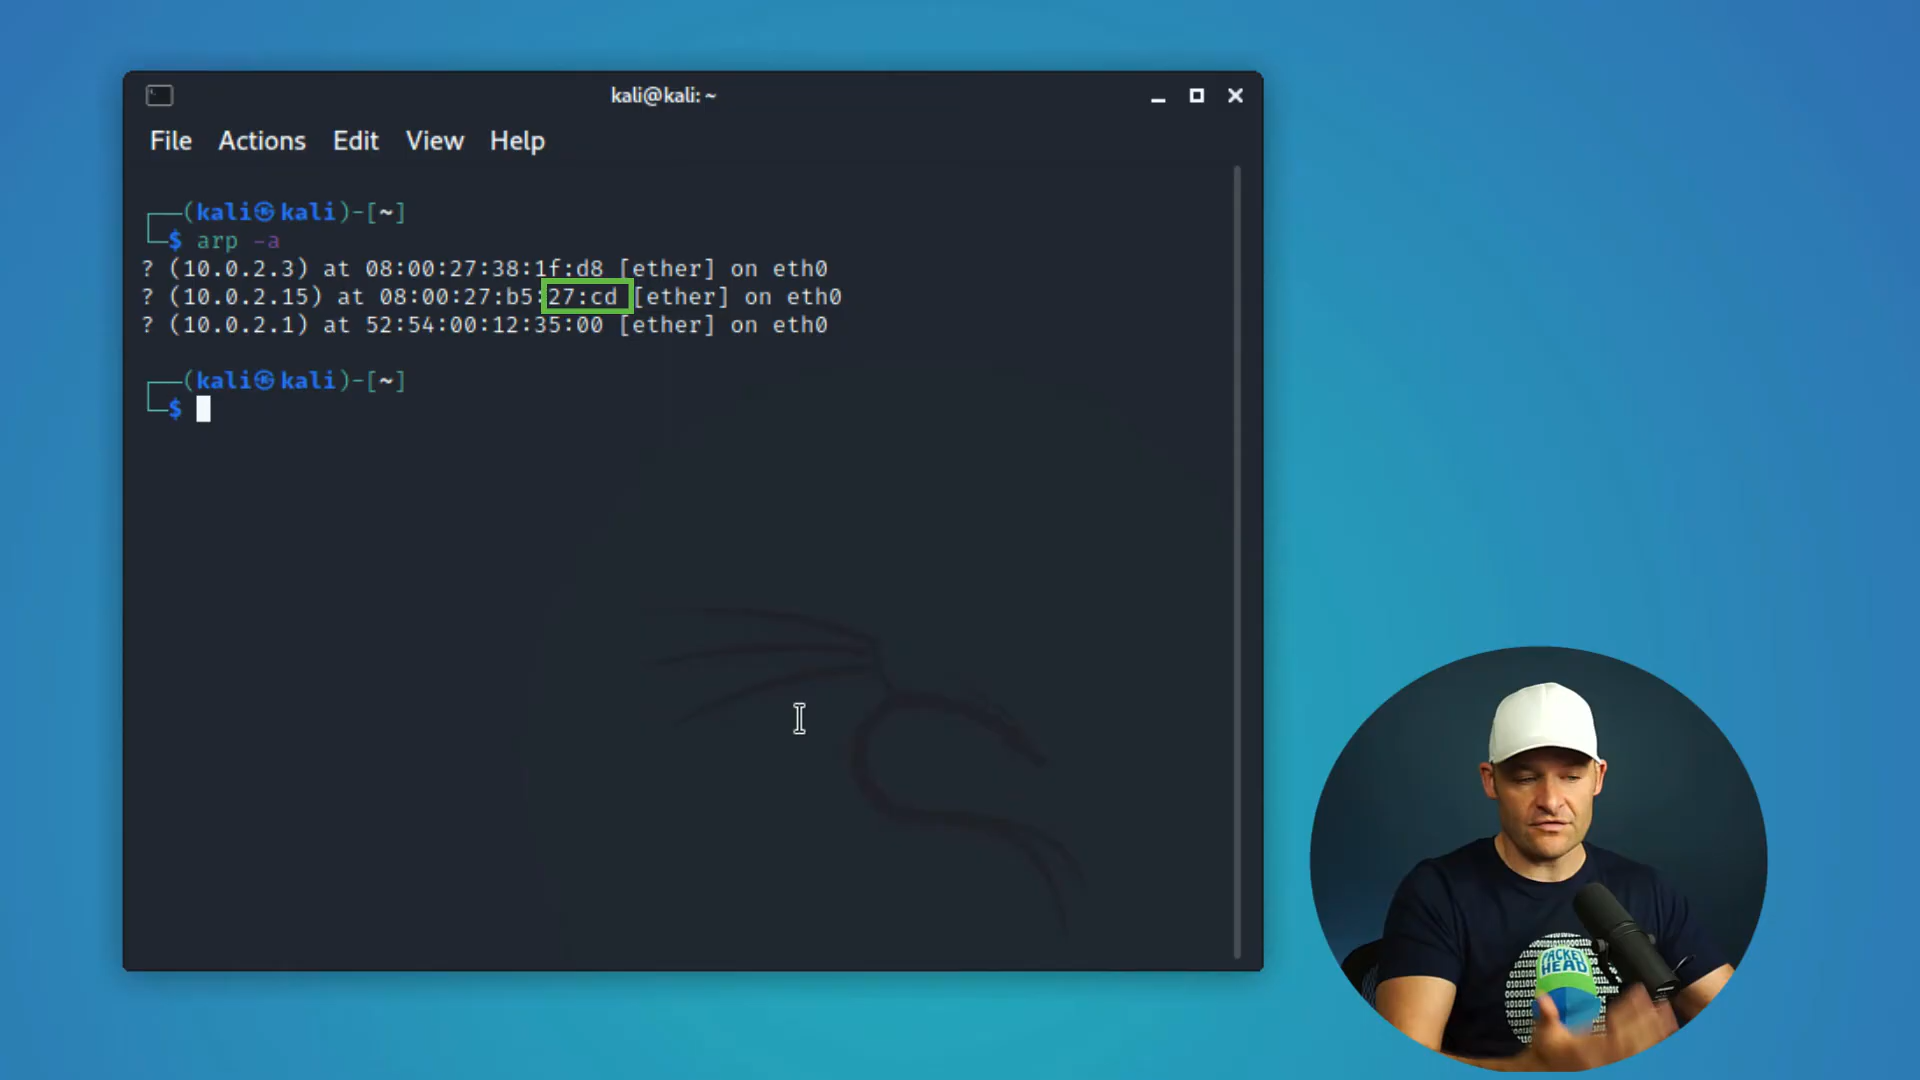 kali@kali: ~
File Actions Edit View Help
(kali㉿kali)-[~]
$ arp -a
? (10.0.2.3) at 08:00:27:38:1f:d8 [ether] on eth0
? (10.0.2.15) at 08:00:27:b5:27:cd [ether] on eth0
? (10.0.2.1) at 52:54:00:12:35:00 [ether] on eth0
(kali㉿kali)-[~]
$
PACKET
HEAD